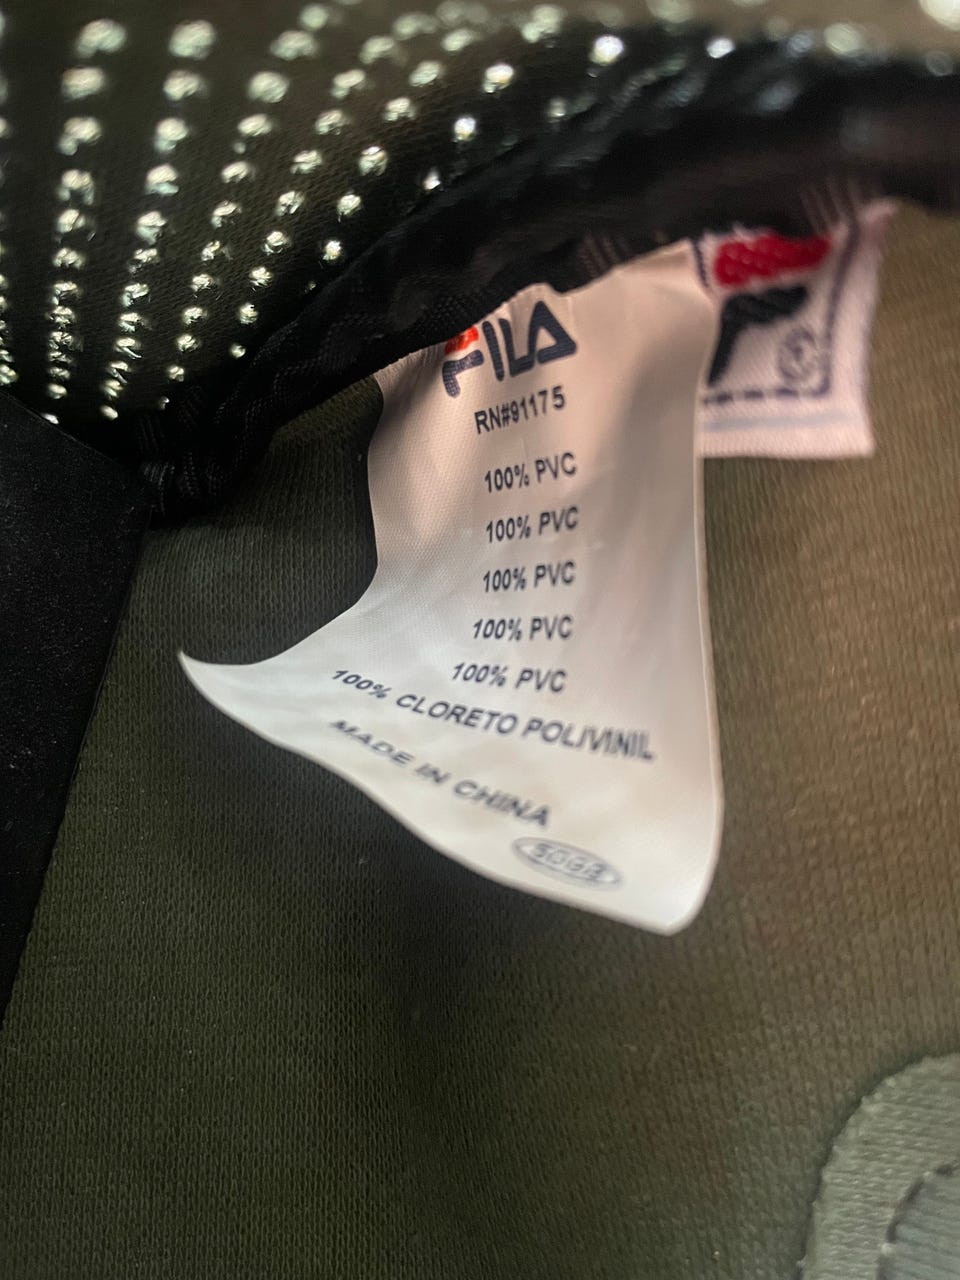 FILA
RN#91175
100% PVC
100% PVC
100% PVC
100% PVC
100% PVC
100% CLORETO POLIVINIL
MADE IN CHINA